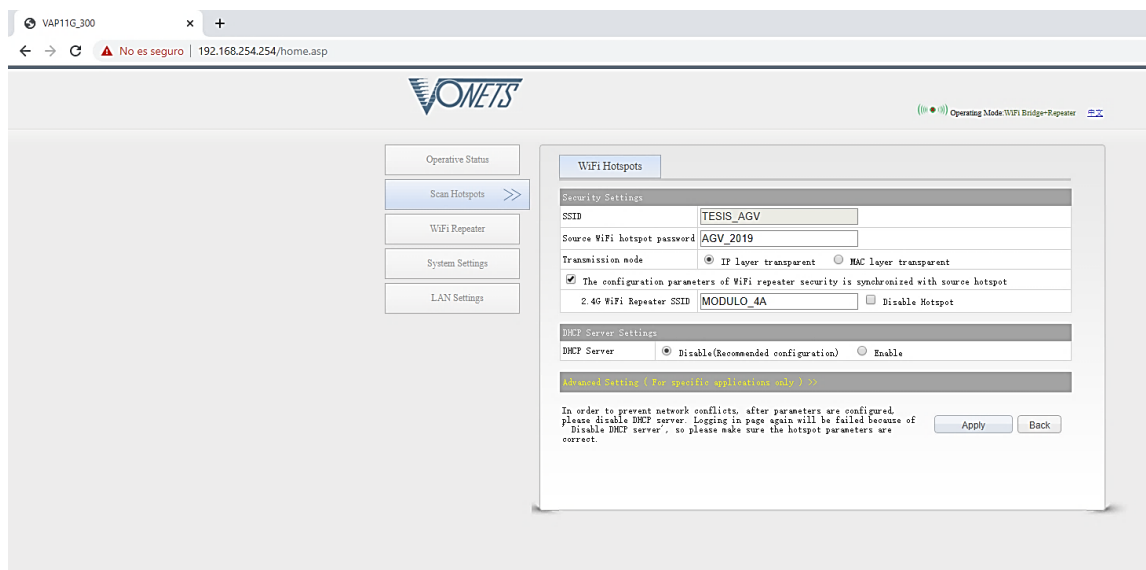 VAP11G_300
No es seguro | 192.168.254.254/home.asp
VONETS
Operating Mode:WiFi Bridge+Repeater 中文
Operative Status
Scan Hotspots >>
WiFi Repeater
System Settings
LAN Settings
WiFi Hotspots
Security Settings
SSID TESIS_AGV
Source WiFi hotspot password AGV_2019
Transmission mode IP layer transparent MAC layer transparent
The configuration parameters of WiFi repeater security is synchronized with source hotspot
2.4G WiFi Repeater SSID MODULO_4A Disable Hotspot
DHCP Server Settings
DHCP Server Disable(Recommended configuration) Enable
Advanced Setting ( For specific applications only ) >>
In order to prevent network conflicts, after parameters are configured,
please disable DHCP server. Logging in page again will be failed because of
' Disable DHCP server', so please make sure the hotspot parameters are
correct.
Apply Back